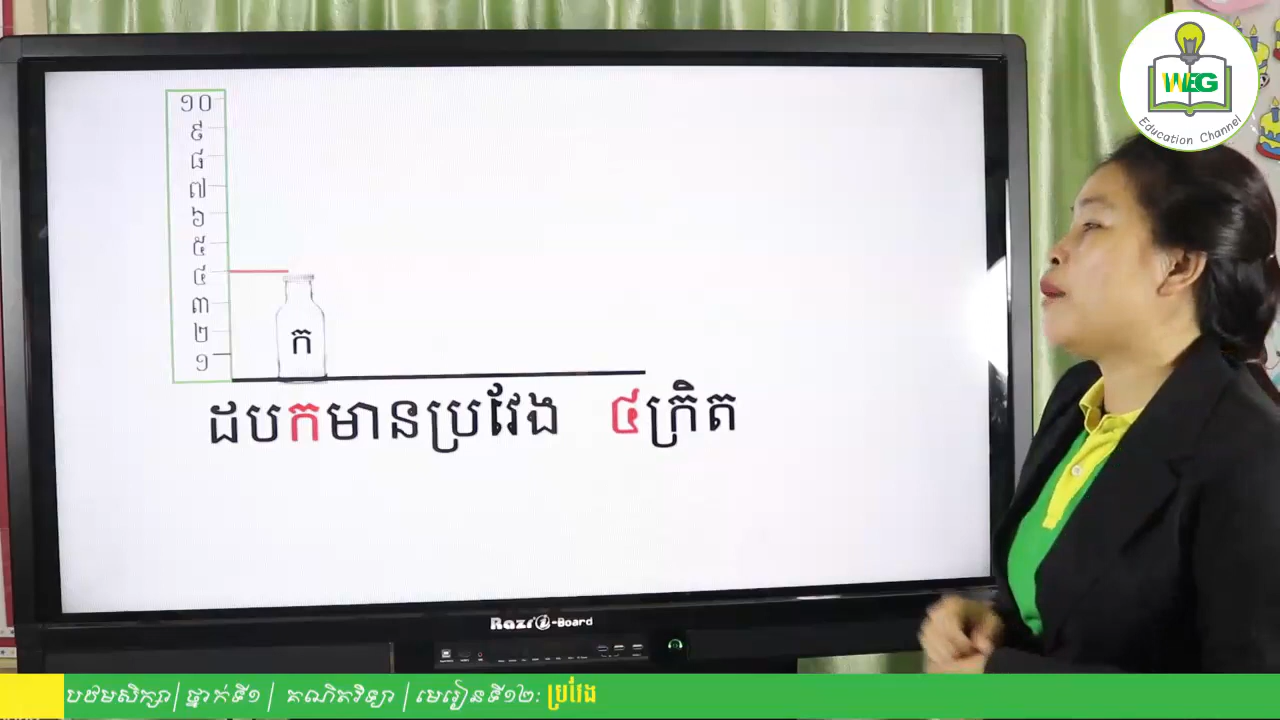 WEG
Education Channel
១០
៩
៨
៧
៦
៥
៤
៣
២
១
ក
ដបកមានប្រវែង ៤ក្រិត
Razr i-Board
បឋមសិក្សា| ថ្នាក់ទី១ | គណិតវិទ្យា | មេរៀនទី១២: ប្រវែង